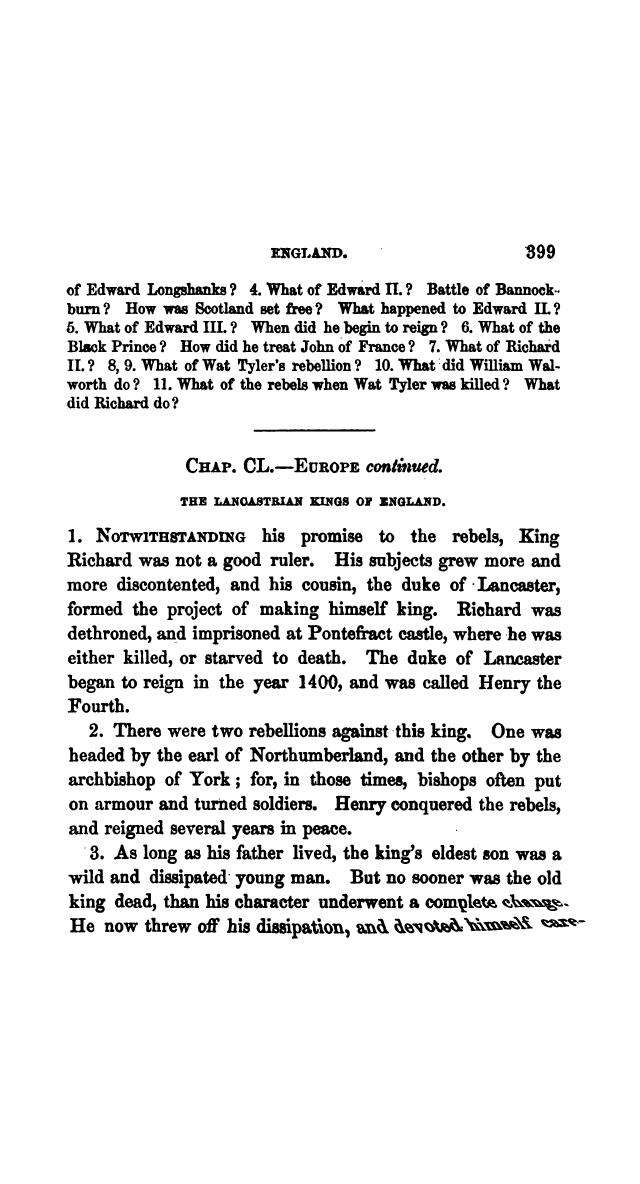 ENGLAND. 399
of Edward Longshanks? 4. What of Edward II.? Battle of Bannock-
burn? How was Scotland set free? What happened to Edward II.?
5. What of Edward III.? When did he begin to reign? 6. What of the
Black Prince? How did he treat John of France? 7. What of Richard
II.? 8, 9. What of Wat Tyler's rebellion? 10. What did William Wal-
worth do? 11. What of the rebels when Wat Tyler was killed? What
did Richard do?
CHAP. CL.—EUROPE continued.
THE LANCASTRIAN KINGS OF ENGLAND.
1. NOTWITHSTANDING his promise to the rebels, King
Richard was not a good ruler. His subjects grew more and
more discontented, and his cousin, the duke of Lancaster,
formed the project of making himself king. Richard was
dethroned, and imprisoned at Pontefract castle, where he was
either killed, or starved to death. The duke of Lancaster
began to reign in the year 1400, and was called Henry the
Fourth.
2. There were two rebellions against this king. One was
headed by the earl of Northumberland, and the other by the
archbishop of York; for, in those times, bishops often put
on armour and turned soldiers. Henry conquered the rebels,
and reigned several years in peace.
3. As long as his father lived, the king's eldest son was a
wild and dissipated young man. But no sooner was the old
king dead, than his character underwent a complete change.
He now threw off his dissipation, and devoted himself care-